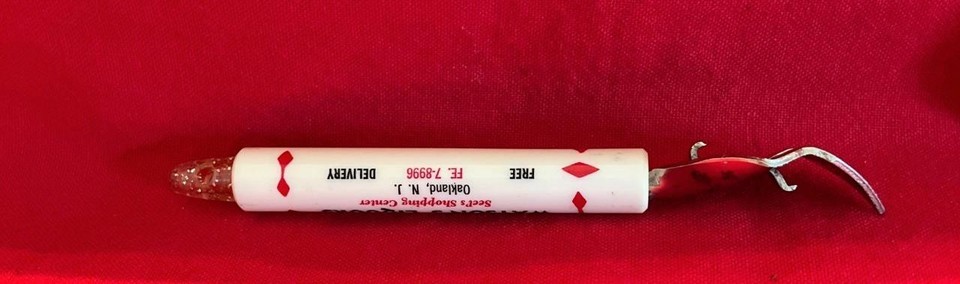 Seel's Shopping Center
Oakland, N. J.
FREE FE. 7-8996 DELIVERY